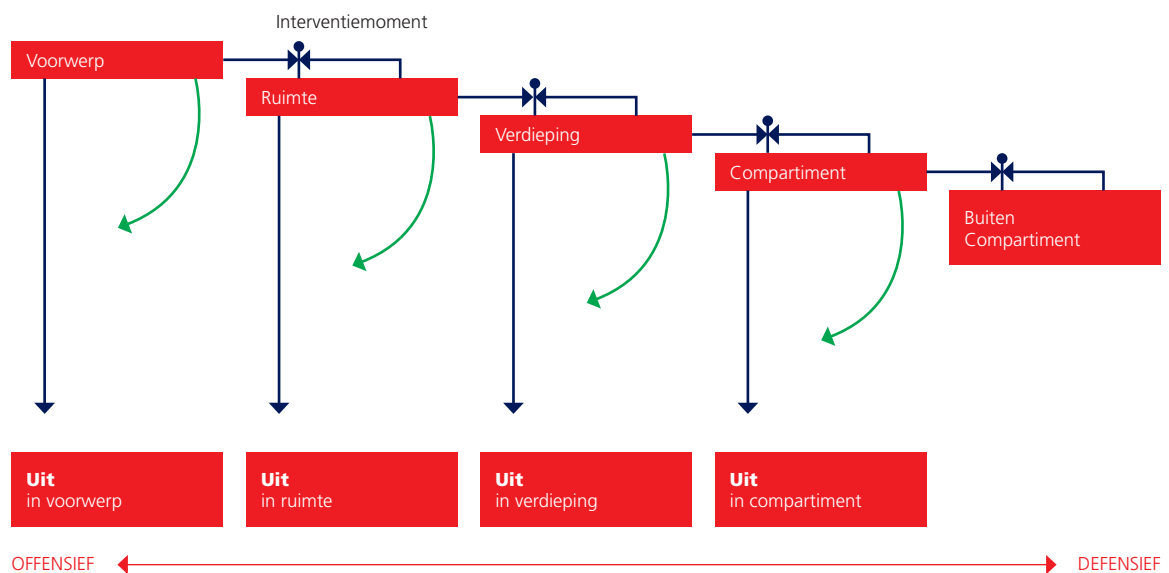 Interventiemoment
Voorwerp
Ruimte
Verdieping
Compartiment
Buiten
Compartiment
Uit
in voorwerp
Uit
in ruimte
Uit
in verdieping
Uit
in compartiment
OFFENSIEF
DEFENSIEF